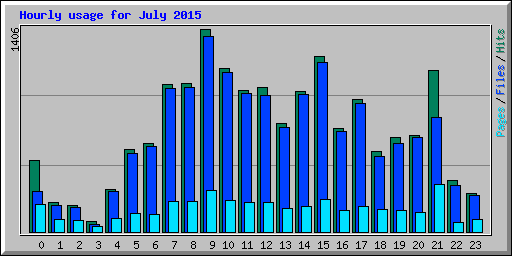 Hourly usage for July 2015
1406
Pages/Files/Hits
0 1 2 3 4 5 6 7 8 9 10 11 12 13 14 15 16 17 18 19 20 21 22 23